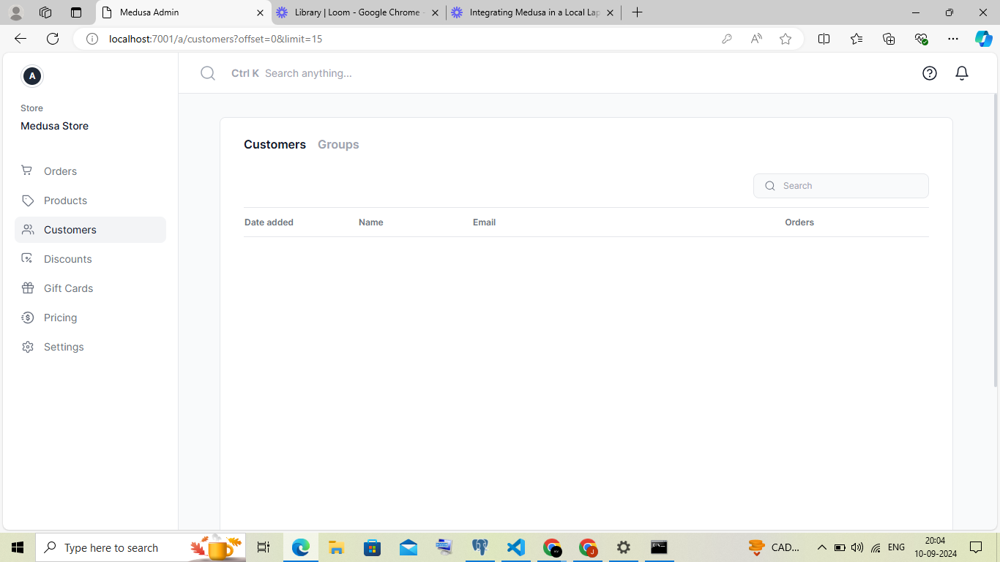 Medusa Admin
Library | Loom - Google Chrome -
Integrating Medusa in a Local Lap
localhost:7001/a/customers?offset=0&limit=15
A
Ctrl K Search anything...
Store
Medusa Store
Orders
Products
Customers
Discounts
Gift Cards
Pricing
Settings
Customers Groups
Search
Date added Name Email Orders
Type here to search
CAD...
ENG
20:04
10-09-2024